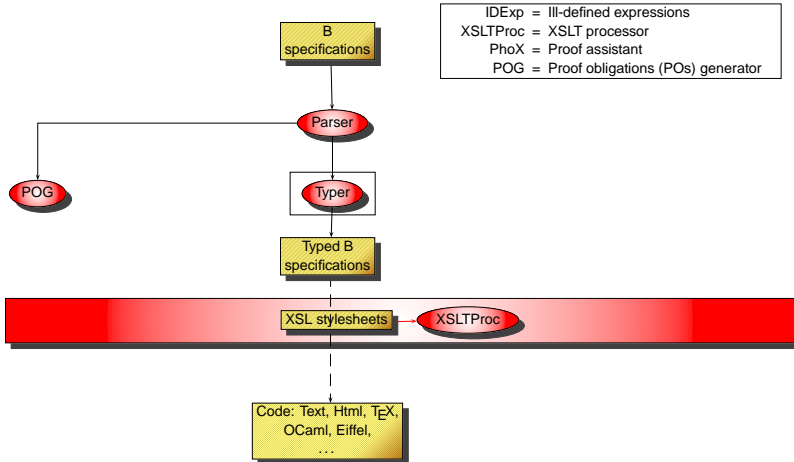 B
specifications
IDExp = Ill-defined expressions
XSLTProc = XSLT processor
PhoX = Proof assistant
POG = Proof obligations (POs) generator
Parser
POG
Typer
Typed B
specifications
XSL stylesheets
XSLTProc
Code: Text, Html, TEX,
OCaml, Eiffel,
...